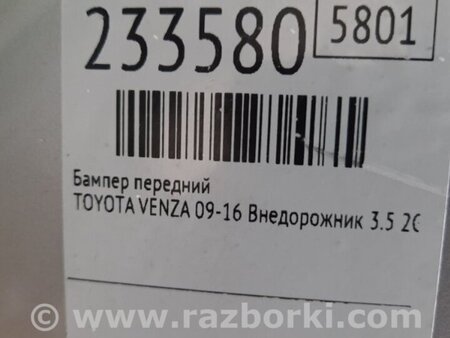 233580
5801
Бампер передний
TOYOTA VENZA 09-16 Внедорожник 3.5
www.razborki.com